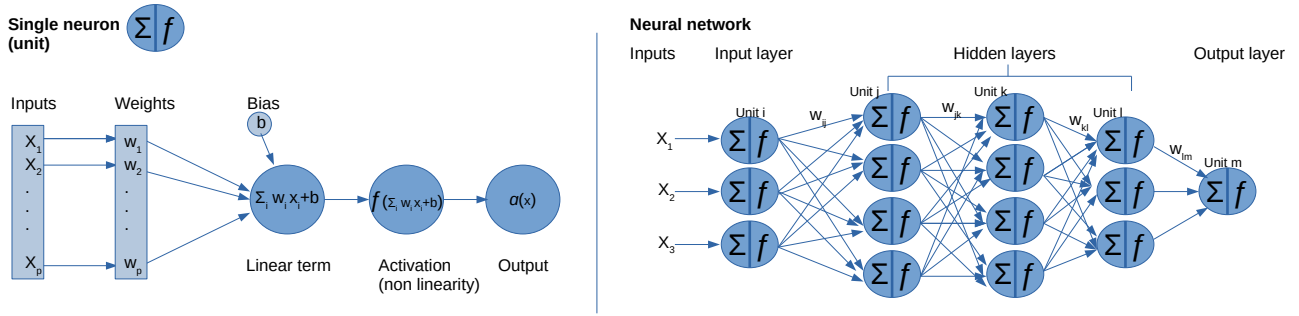 Single neuron
(unit)
Σ f
Inputs
Weights
Bias
b
X1
X2
.
.
.
Xp
w1
w2
.
.
.
wp
Σi wi xi+b
f (Σi wi xi+b)
a(x)
Linear term
Activation
(non linearity)
Output
Neural network
Inputs
Input layer
Hidden layers
Output layer
X1
X2
X3
Unit i
Σ f
Σ f
Σ f
wij
Unit j
Σ f
Σ f
Σ f
Σ f
wjk
Unit k
Σ f
Σ f
Σ f
Σ f
wkl
Unit l
Σ f
Σ f
Σ f
wlm
Unit m
Σ f